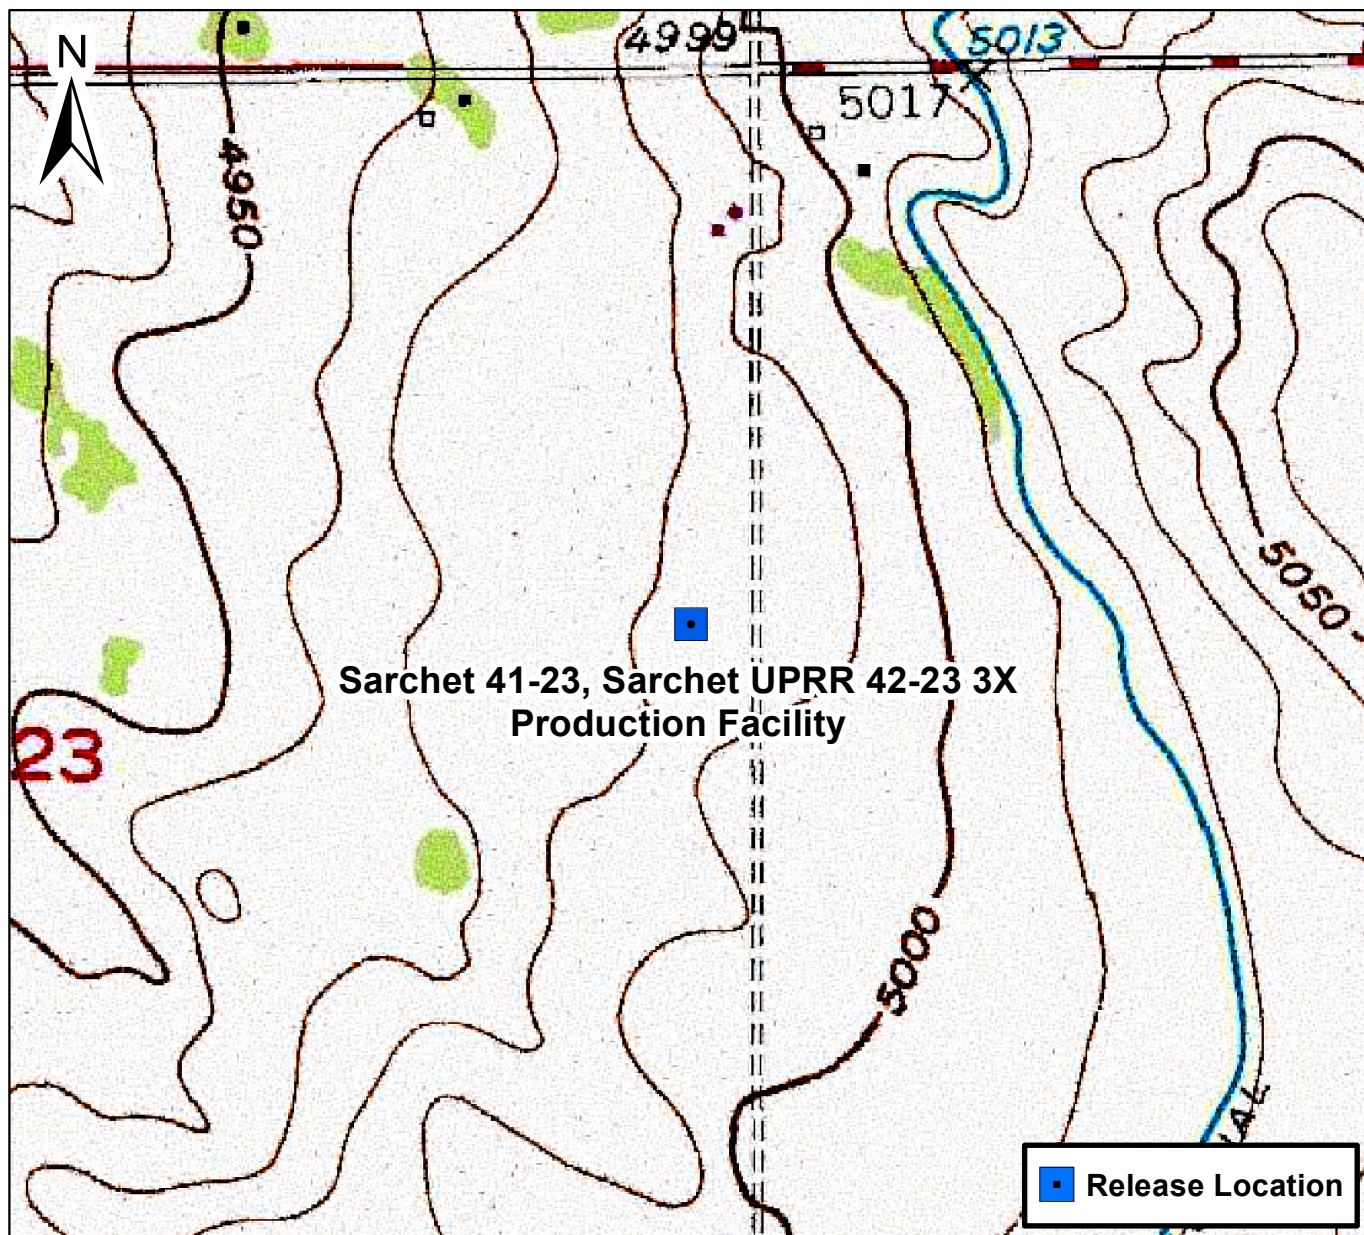 N
4999
5013
5017
4950
5050
Sarchet 41-23, Sarchet UPRR 42-23 3X
Production Facility
23
5000
Release Location